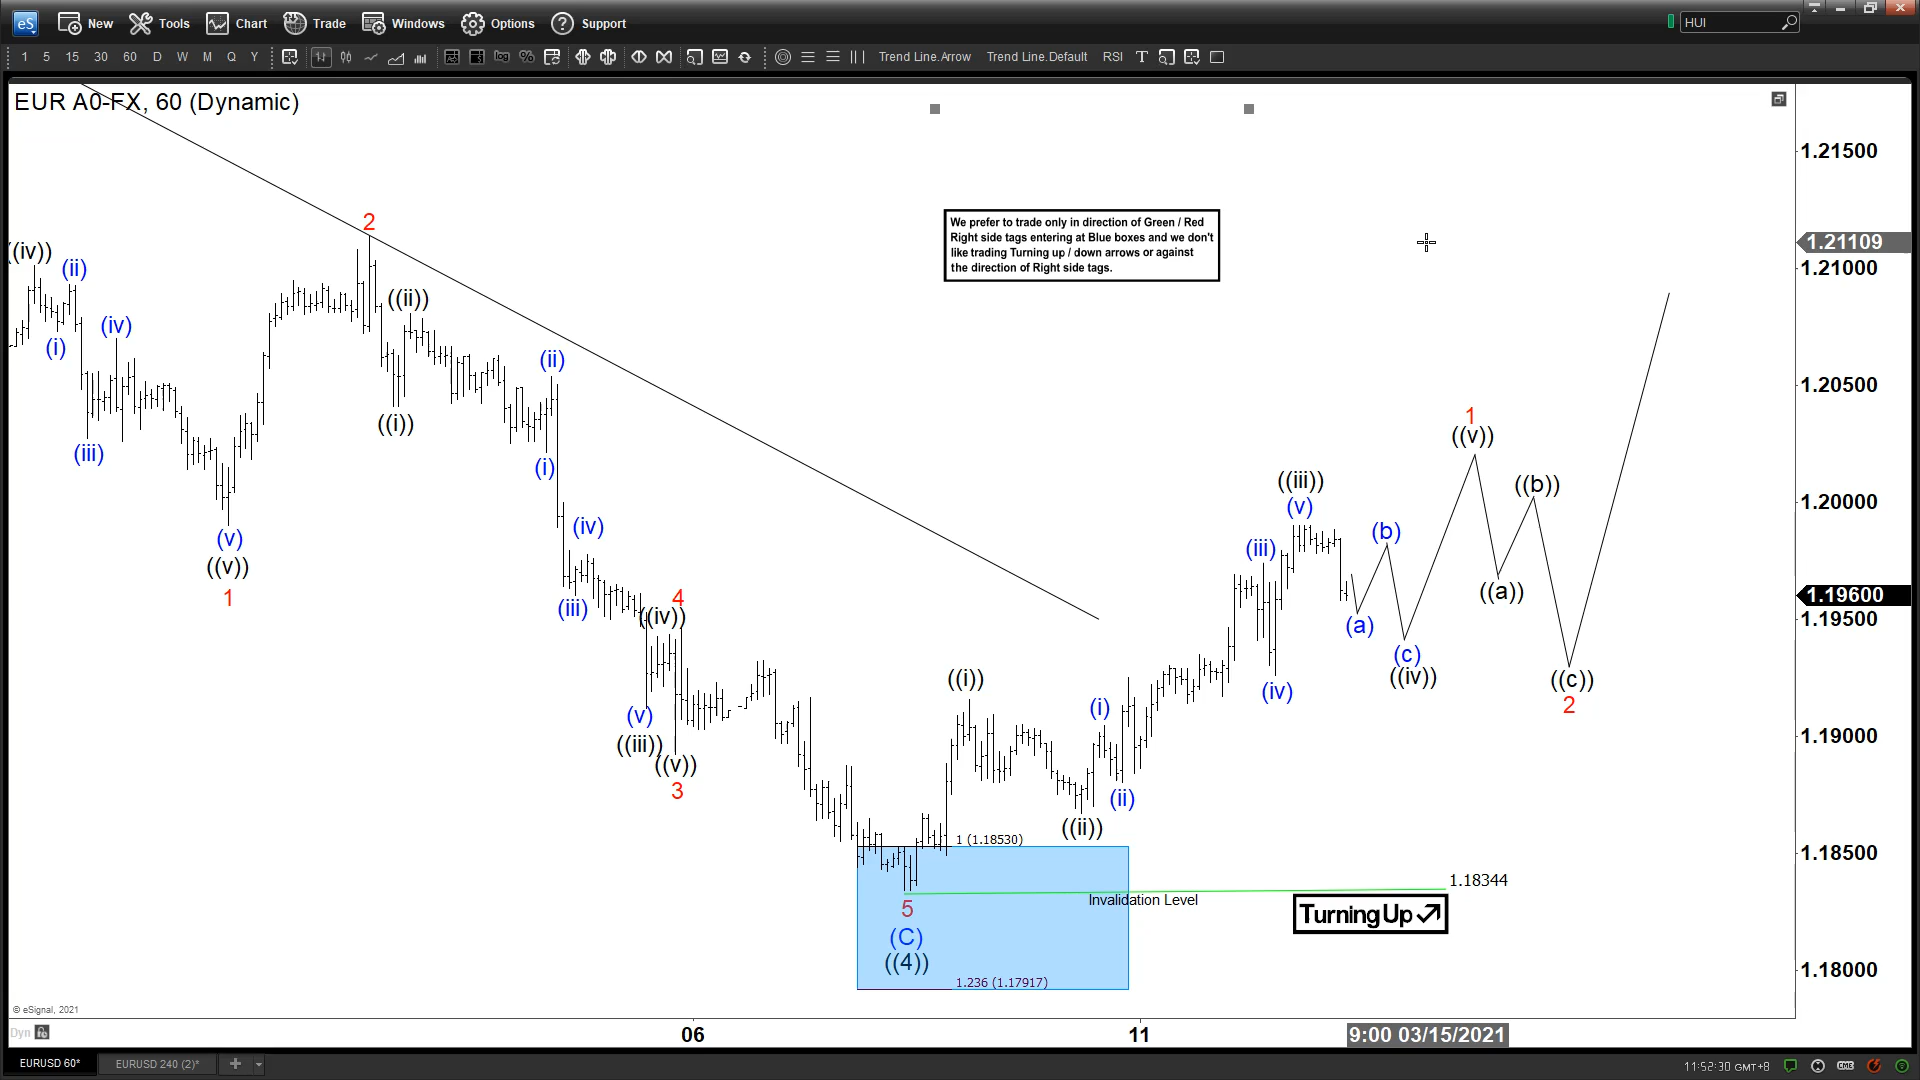 eS New Tools Chart Trade Windows Options Support HUI
1 5 15 30 60 D W M Q Y log % Trend Line.Arrow Trend Line.Default RSI T
EUR A0-FX, 60 (Dynamic)
1.21500
2
We prefer to trade only in direction of Green / Red
Right side tags entering at Blue boxes and we don't
like trading Turning up / down arrows or against
the direction of Right side tags.
1.21109
((iv))
(ii)
1.21000
((ii))
(iv)
(i)
(ii)
1.20500
1
((i))
((v))
(iii)
(i)
((iii))
((b))
(v)
1.20000
(iv)
(b)
(v)
(iii)
((v))
((a))
1.19600
1
4
(iii)
((iv))
1.19500
(a)
(c)
((iv))
((i))
((c))
(iv)
2
(i)
(v)
1.19000
((iii))
((v))
3
(ii)
((ii))
1 (1.18530)
1.18500
1.18344
Invalidation Level
5
TurningUp
(C)
((4))
1.18000
1.236 (1.17917)
© eSignal, 2021
Dyn
06
11
9:00 03/15/2021
EURUSD 60* EURUSD 240 (2)* +
11:52:30 GMT+8 CME